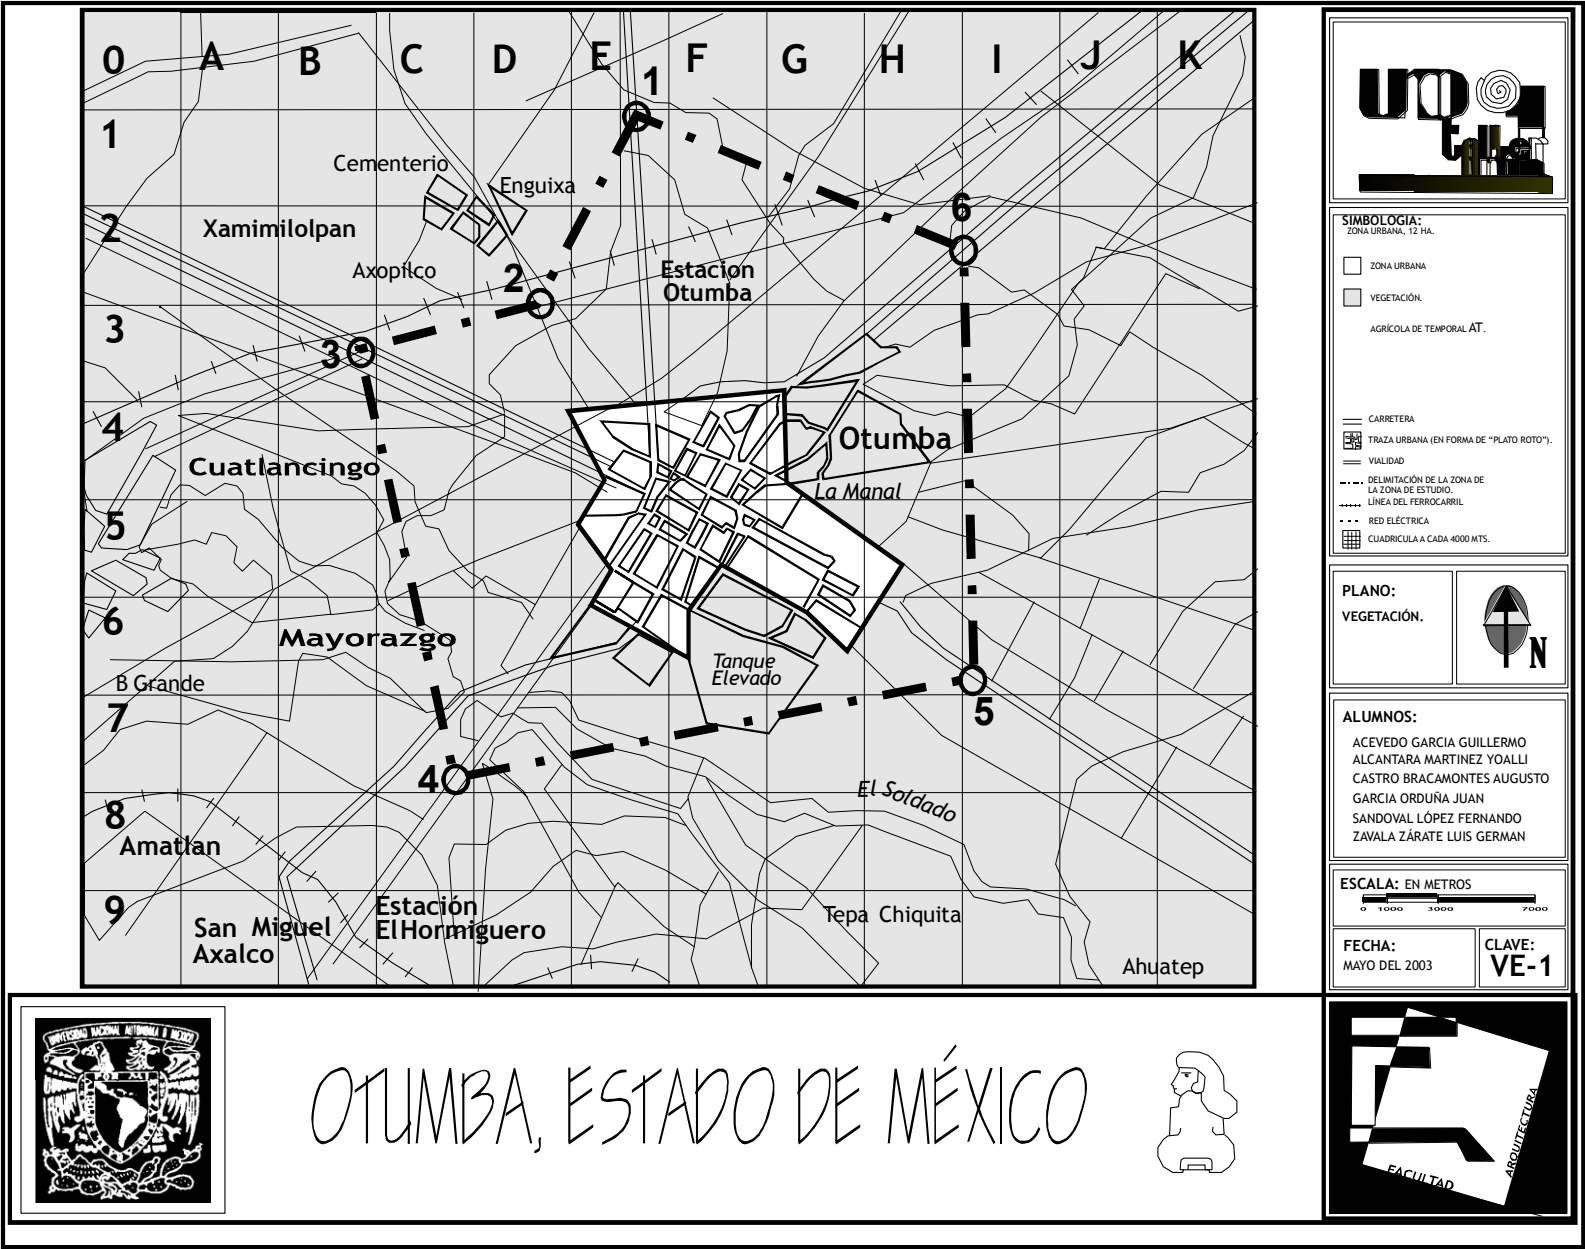 0 A B C D E F G H I J K
1
1
Cementerio
Enguixa
2
6
Xamimilolpan
Axopilco
2
Estacion
Otumba
3
3
4
Otumba
Cuatlancingo
La Manal
5
6
Mayorazgo
Tanque
Elevado
B Grande
7
5
4
El Soldado
8
Amatlan
9
Estación
El Hormiguero
San Miguel
Axalco
Tepa Chiquita
Ahuatep
SIMBOLOGIA:
ZONA URBANA, 12 HA.
ZONA URBANA
VEGETACIÓN.
AGRÍCOLA DE TEMPORAL AT.
CARRETERA
TRAZA URBANA (EN FORMA DE “PLATO ROTO”).
VIALIDAD
DELIMITACIÓN DE LA ZONA DE
LA ZONA DE ESTUDIO.
LÍNEA DEL FERROCARRIL
RED ELÉCTRICA
CUADRICULA A CADA 4000 MTS.
PLANO:
VEGETACIÓN.
N
ALUMNOS:
ACEVEDO GARCIA GUILLERMO
ALCANTARA MARTINEZ YOALLI
CASTRO BRACAMONTES AUGUSTO
GARCIA ORDUÑA JUAN
SANDOVAL LÓPEZ FERNANDO
ZAVALA ZÁRATE LUIS GERMAN
ESCALA: EN METROS
0 1000 3000 7000
FECHA:
MAYO DEL 2003
CLAVE:
VE-1
UNIVERSIDAD NACIONAL AUTONOMA D MEXICO
OTUMBA, ESTADO DE MÉXICO
FACULTAD
ARQUITECTURA